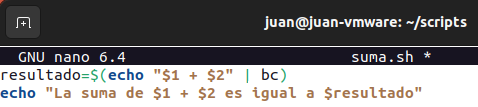 juan@juan-vmware: ~/scripts
GNU nano 6.4 suma.sh *
resultado=$(echo "$1 + $2" | bc)
echo "La suma de $1 + $2 es igual a $resultado"